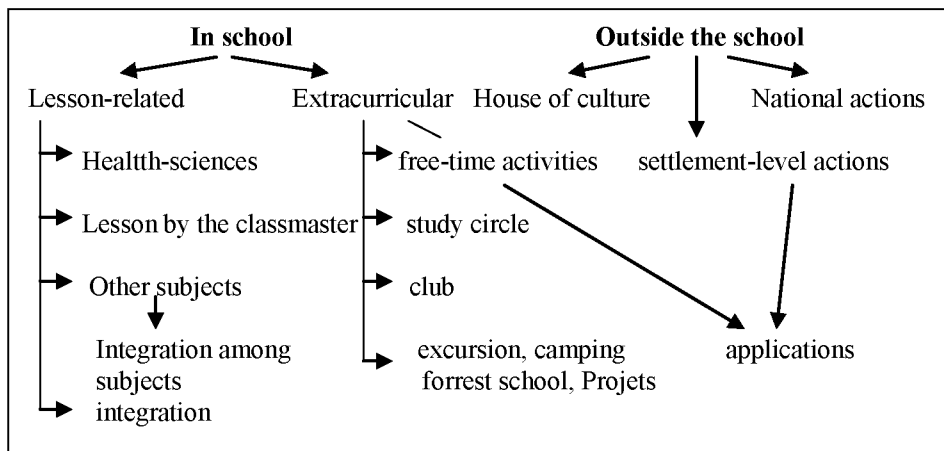 In school
Outside the school
Lesson-related
Extracurricular
House of culture
National actions
Healtth-sciences
free-time activities
settlement-level actions
Lesson by the classmaster
study circle
Other subjects
club
Integration among
subjects
excursion, camping
forrest school, Projets
applications
integration